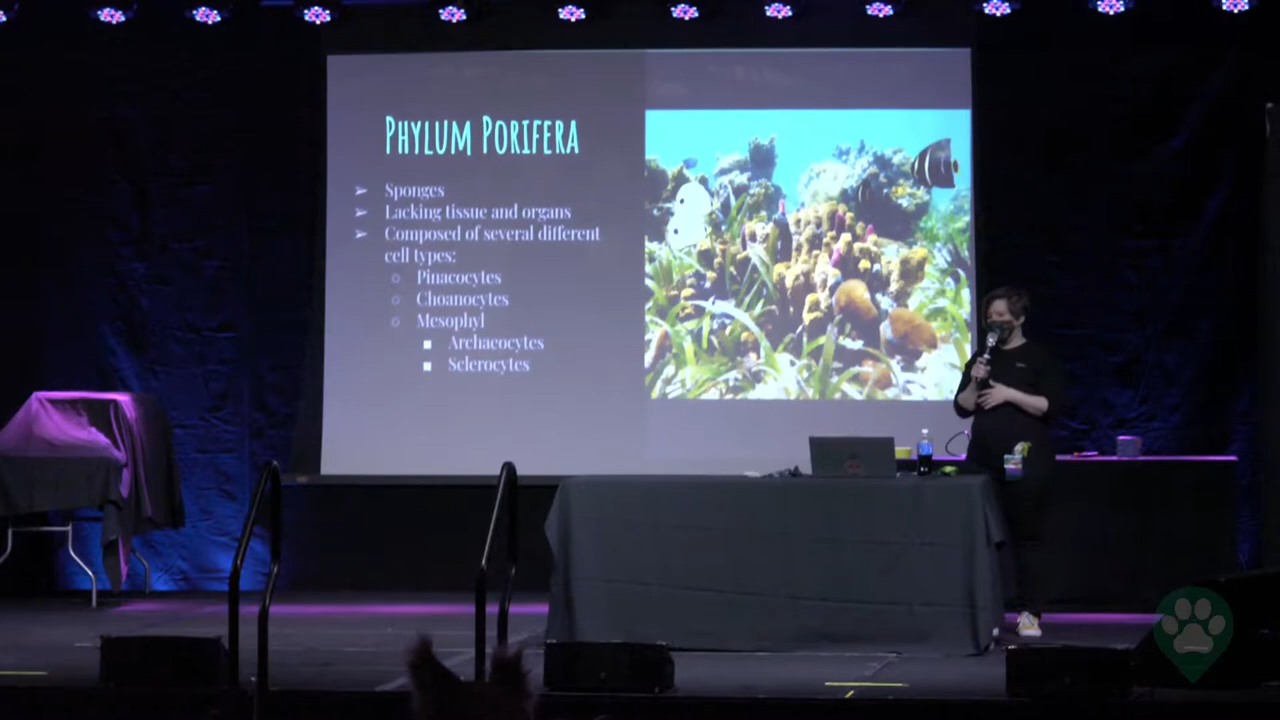 PHYLUM PORIFERA
➢ Sponges
➢ Lacking tissue and organs
➢ Composed of several different
cell types:
○ Pinacocytes
○ Choanocytes
○ Mesophyl
■ Archaeocytes
■ Sclerocytes